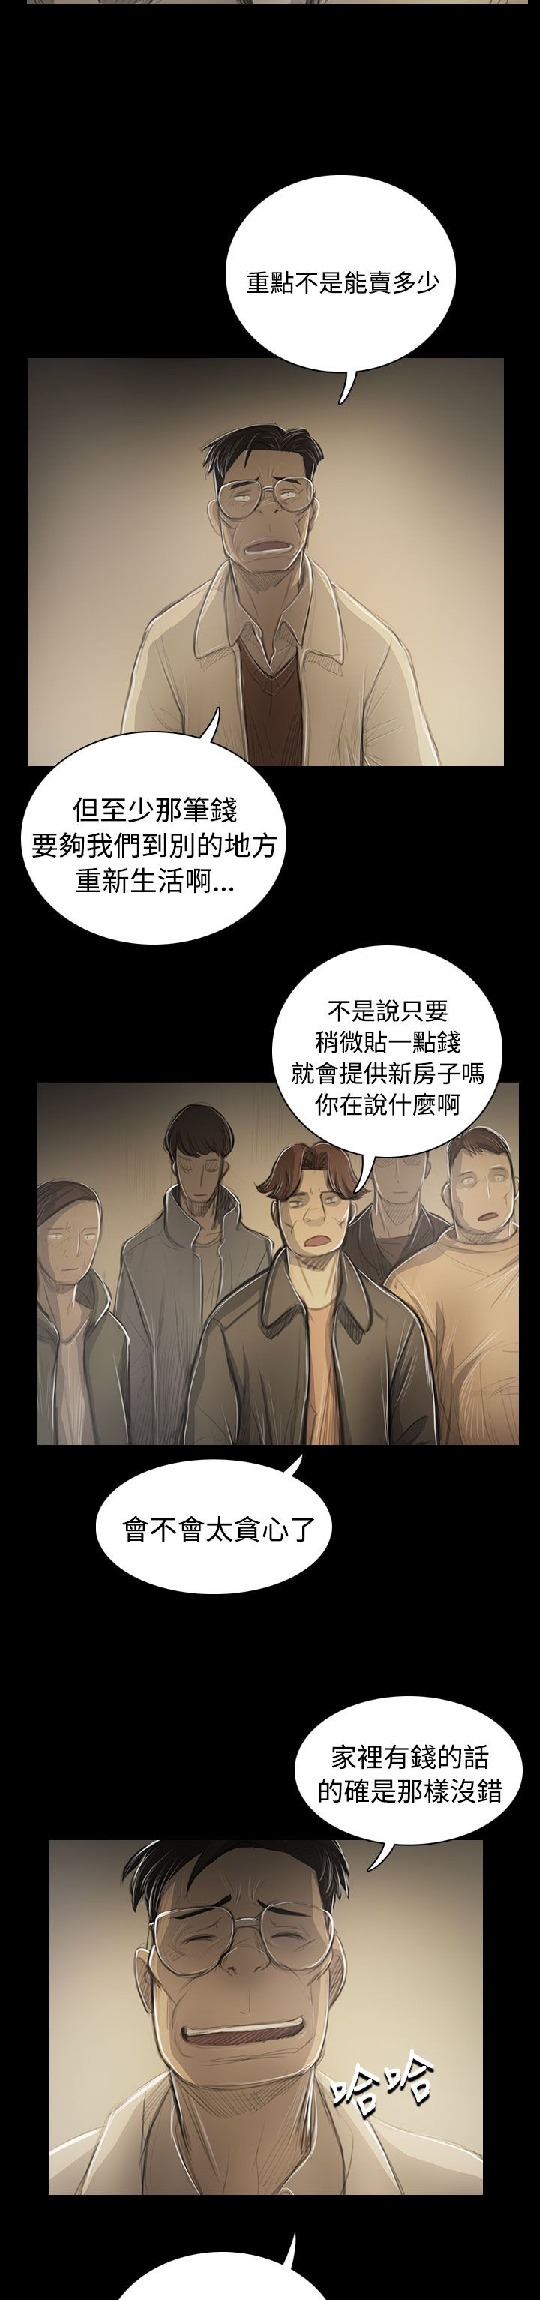 重點不是能賣多少
但至少那筆錢
要夠我們到別的地方
重新生活啊...
不是說只要
稍微貼一點錢
就會提供新房子嗎
你在說什麼啊
會不會太貪心了
家裡有錢的話
的確是那樣沒錯
哈哈